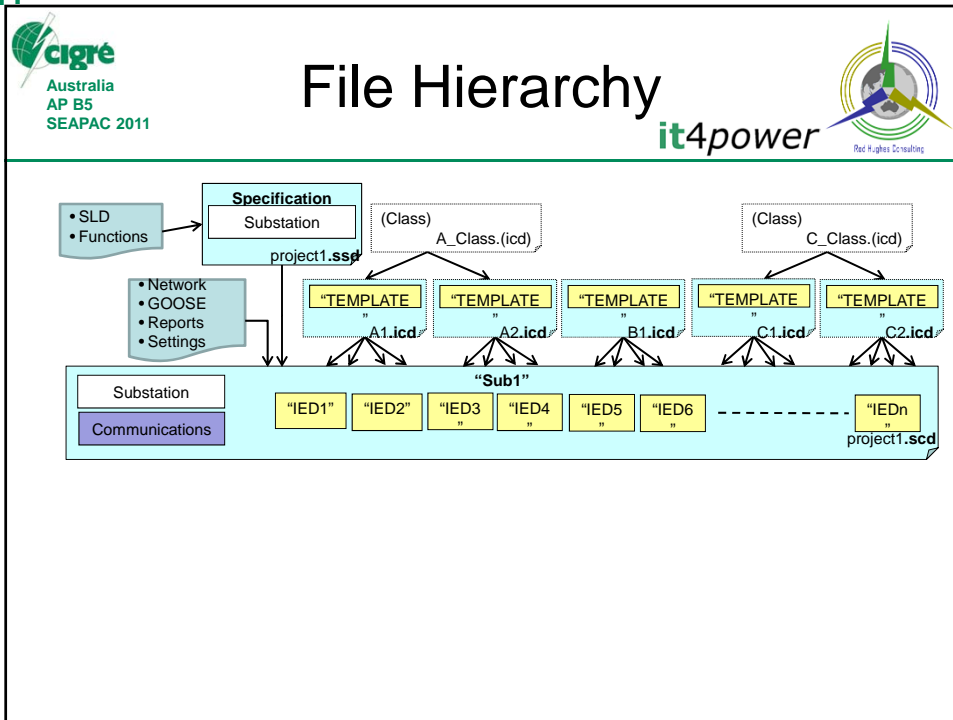 cigré
Australia
AP B5
SEAPAC 2011
File Hierarchy
it4power
Rod Hughes Consulting
• SLD
• Functions
Specification
Substation
project1.ssd
(Class)
A_Class.(icd)
(Class)
C_Class.(icd)
• Network
• GOOSE
• Reports
• Settings
“TEMPLATE
”
A1.icd
“TEMPLATE
”
A2.icd
“TEMPLATE
”
B1.icd
“TEMPLATE
”
C1.icd
“TEMPLATE
”
C2.icd
“Sub1”
Substation
Communications
“IED1”
“IED2”
“IED3
”
“IED4
”
“IED5
”
“IED6
”
“IEDn
”
project1.scd